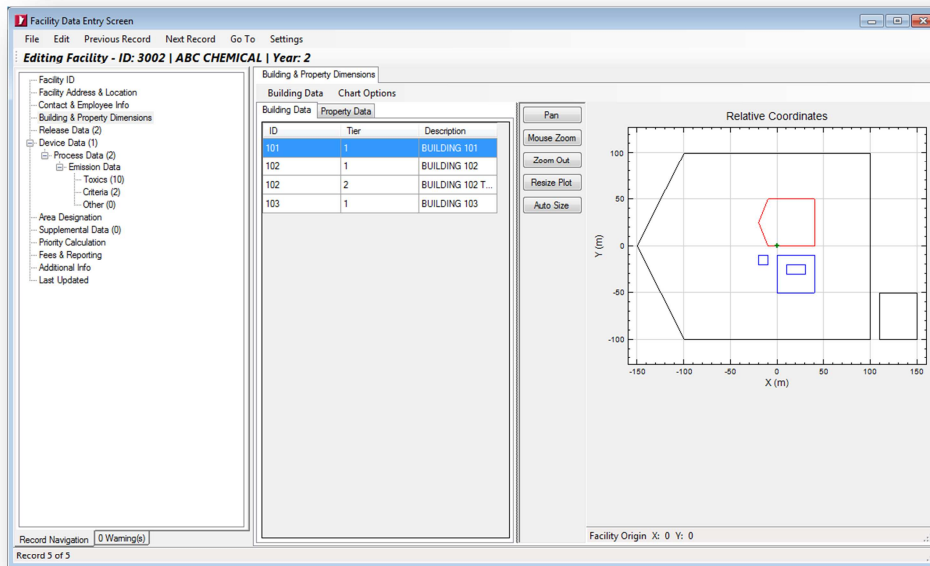 Facility Data Entry Screen
File Edit Previous Record Next Record Go To Settings
Editing Facility - ID: 3002 | ABC CHEMICAL | Year: 2
Facility ID
Facility Address & Location
Contact & Employee Info
Building & Property Dimensions
Release Data (2)
Device Data (1)
Process Data (2)
Emission Data
Toxics (10)
Criteria (2)
Other (0)
Area Designation
Supplemental Data (0)
Priority Calculation
Fees & Reporting
Additional Info
Last Updated
Record Navigation 0 Warning(s)
Record 5 of 5
Building & Property Dimensions
Building Data Chart Options
Building Data Property Data
ID Tier Description
101 1 BUILDING 101
102 1 BUILDING 102
102 2 BUILDING 102 T...
103 1 BUILDING 103
Pan
Mouse Zoom
Zoom Out
Resize Plot
Auto Size
Relative Coordinates
Y (m)
100
50
0
-50
-100
-150 -100 -50 0 50 100 150
X (m)
Facility Origin X: 0 Y: 0